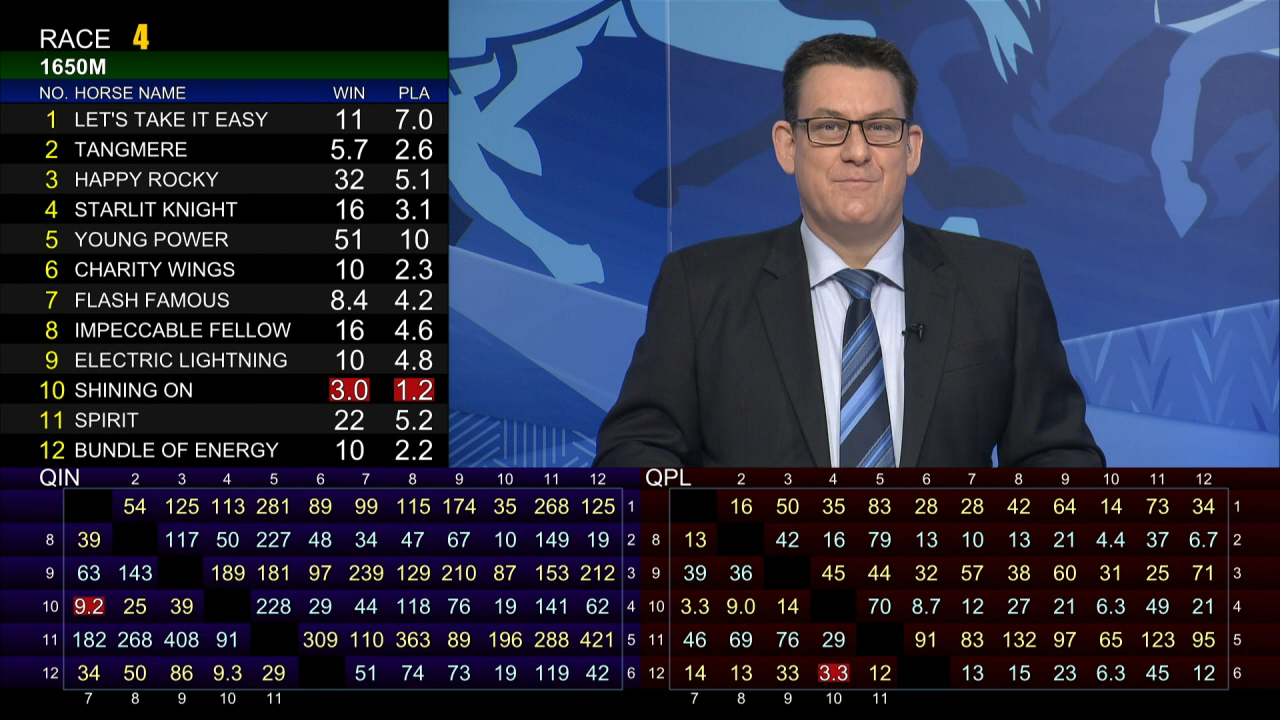 RACE 4
1650M
NO. HORSE NAME WIN PLA
1 LET'S TAKE IT EASY 11 7.0
2 TANGMERE 5.7 2.6
3 HAPPY ROCKY 32 5.1
4 STARLIT KNIGHT 16 3.1
5 YOUNG POWER 51 10
6 CHARITY WINGS 10 2.3
7 FLASH FAMOUS 8.4 4.2
8 IMPECCABLE FELLOW 16 4.6
9 ELECTRIC LIGHTNING 10 4.8
10 SHINING ON 3.0 1.2
11 SPIRIT 22 5.2
12 BUNDLE OF ENERGY 10 2.2
QIN 2 3 4 5 6 7 8 9 10 11 12
54 125 113 281 89 99 115 174 35 268 125 1
8 39 117 50 227 48 34 47 67 10 149 19 2
9 63 143 189 181 97 239 129 210 87 153 212 3
10 9.2 25 39 228 29 44 118 76 19 141 62 4
11 182 268 408 91 309 110 363 89 196 288 421 5
12 34 50 86 9.3 29 51 74 73 19 119 42 6
7 8 9 10 11
QPL 2 3 4 5 6 7 8 9 10 11 12
16 50 35 83 28 28 42 64 14 73 34 1
8 13 42 16 79 13 10 13 21 4.4 37 6.7 2
9 39 36 45 44 32 57 38 60 31 25 71 3
10 3.3 9.0 14 70 8.7 12 27 21 6.3 49 21 4
11 46 69 76 29 91 83 132 97 65 123 95 5
12 14 13 33 3.3 12 13 15 23 6.3 45 12 6
7 8 9 10 11